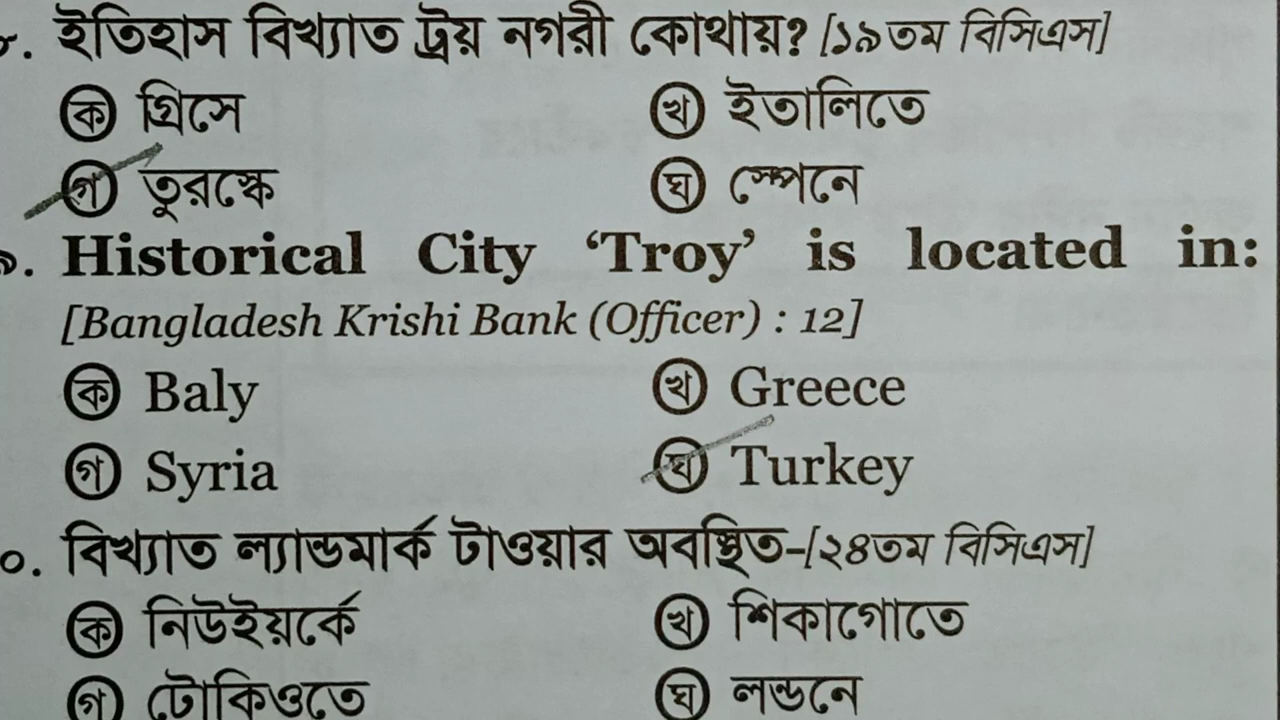 ৮. ইতিহাস বিখ্যাত ট্রয় নগরী কোথায়? [১৯তম বিসিএস]
ক গ্রিসে খ ইতালিতে
গ তুরস্কে ঘ স্পেনে
৯. Historical City ‘Troy’ is located in:
[Bangladesh Krishi Bank (Officer) : 12]
ক Baly খ Greece
গ Syria ঘ Turkey
০. বিখ্যাত ল্যান্ডমার্ক টাওয়ার অবস্থিত–[২৪তম বিসিএস]
ক নিউইয়র্কে খ শিকাগোতে
গ টোকিওতে ঘ লন্ডনে